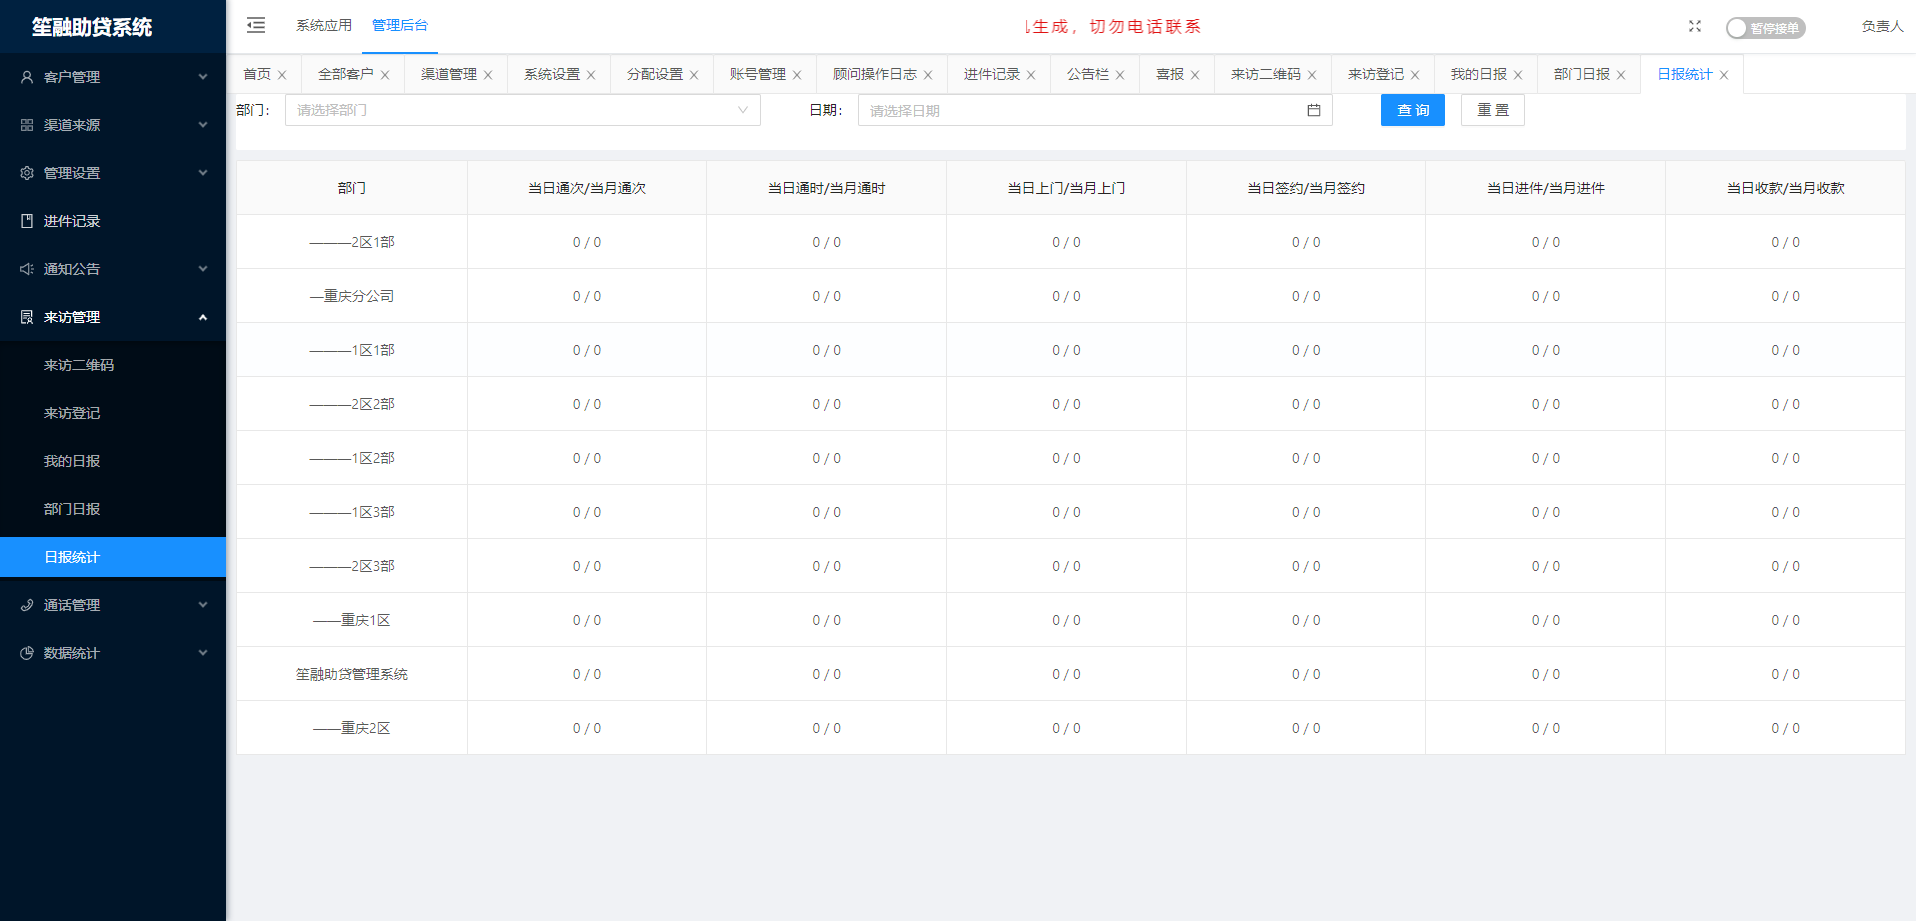 笙融助贷系统
系统应用 管理后台 生成，切勿电话联系 暂停接单 负责人
首页 全部客户 渠道管理 系统设置 分配设置 账号管理 顾问操作日志 进件记录 公告栏 喜报 来访二维码 来访登记 我的日报 部门日报 日报统计
客户管理
渠道来源
管理设置
进件记录
通知公告
来访管理
来访二维码
来访登记
我的日报
部门日报
日报统计
通话管理
数据统计
部门： 请选择部门 日期： 请选择日期 查 询 重 置
部门 当日通次/当月通次 当日通时/当月通时 当日上门/当月上门 当日签约/当月签约 当日进件/当月进件 当日收款/当月收款
———2区1部 0 / 0 0 / 0 0 / 0 0 / 0 0 / 0 0 / 0
—重庆分公司 0 / 0 0 / 0 0 / 0 0 / 0 0 / 0 0 / 0
———1区1部 0 / 0 0 / 0 0 / 0 0 / 0 0 / 0 0 / 0
———2区2部 0 / 0 0 / 0 0 / 0 0 / 0 0 / 0 0 / 0
———1区2部 0 / 0 0 / 0 0 / 0 0 / 0 0 / 0 0 / 0
———1区3部 0 / 0 0 / 0 0 / 0 0 / 0 0 / 0 0 / 0
———2区3部 0 / 0 0 / 0 0 / 0 0 / 0 0 / 0 0 / 0
——重庆1区 0 / 0 0 / 0 0 / 0 0 / 0 0 / 0 0 / 0
笙融助贷管理系统 0 / 0 0 / 0 0 / 0 0 / 0 0 / 0 0 / 0
——重庆2区 0 / 0 0 / 0 0 / 0 0 / 0 0 / 0 0 / 0